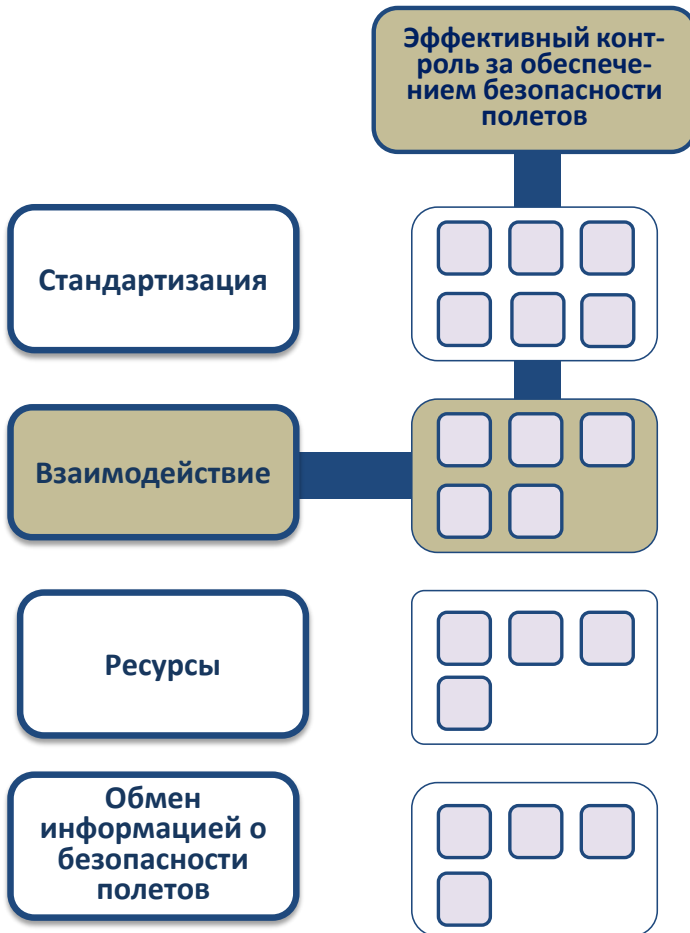 Эффективный конт-
роль за обеспече-
нием безопасности
полетов
Стандартизация
Взаимодействие
Ресурсы
Обмен
информацией о
безопасности
полетов